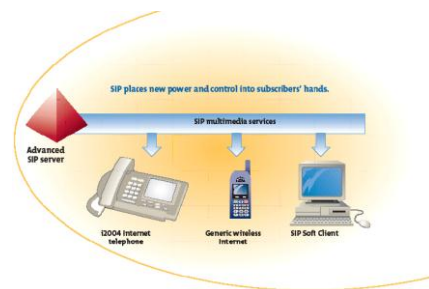 SIP places new power and control into subscribers' hands.
SIP multimedia services
Advanced
SIP server
i2004 Internet
telephone
Generic wireless
Internet
SIP Soft Client